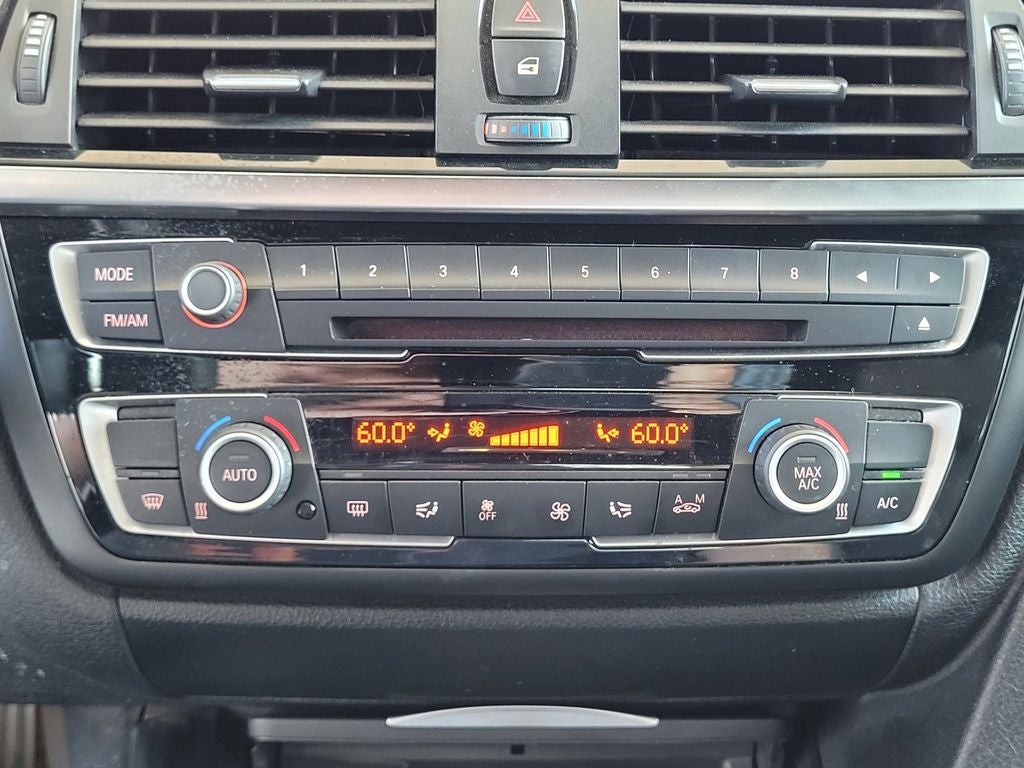 MODE 1 2 3 4 5 6 7 8
FM/AM
60.0° 60.0°
AUTO MAX
A/C
OFF A M A/C